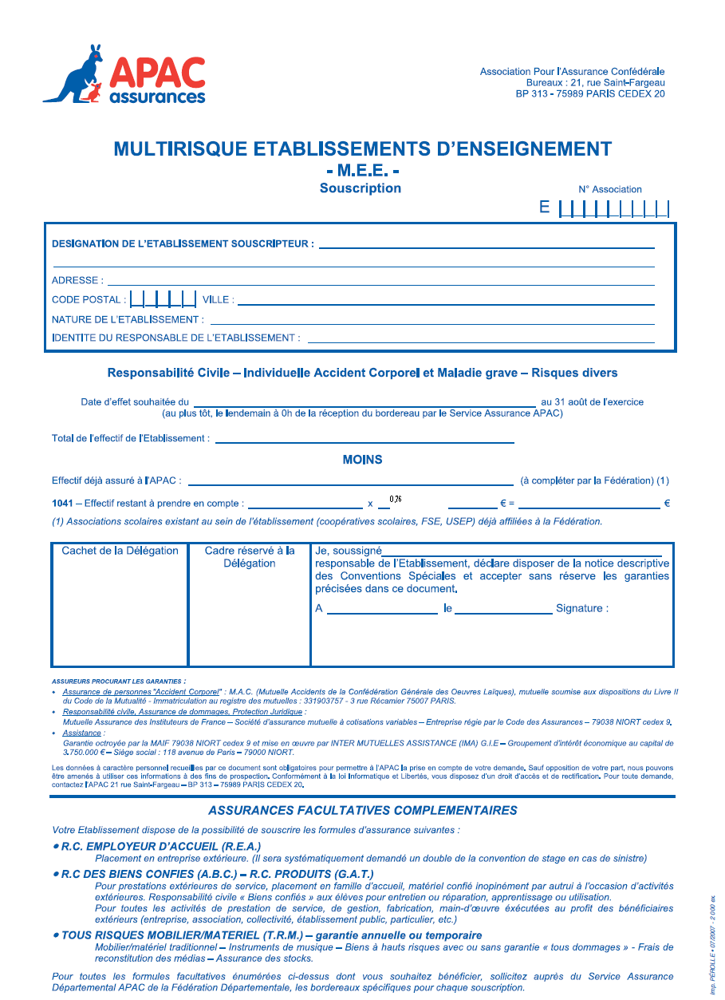 APAC
assurances
Association Pour l'Assurance Confédérale
Bureaux : 21, rue Saint-Fargeau
BP 313 - 75989 PARIS CEDEX 20
MULTIRISQUE ETABLISSEMENTS D'ENSEIGNEMENT
- M.E.E. -
Souscription
N° Association
E
DESIGNATION DE L'ETABLISSEMENT SOUSCRIPTEUR :
ADRESSE :
CODE POSTAL : VILLE :
NATURE DE L'ETABLISSEMENT :
IDENTITE DU RESPONSABLE DE L'ETABLISSEMENT :
Responsabilité Civile – Individuelle Accident Corporel et Maladie grave – Risques divers
Date d'effet souhaitée du au 31 août de l'exercice
(au plus tôt, le lendemain à 0h de la réception du bordereau par le Service Assurance APAC)
Total de l'effectif de l'Etablissement :
MOINS
Effectif déjà assuré à l'APAC : (à compléter par la Fédération) (1)
1041 – Effectif restant à prendre en compte : x 0,76 € = €
(1) Associations scolaires existant au sein de l'établissement (coopératives scolaires, FSE, USEP) déjà affiliées à la Fédération.
Cachet de la Délégation
Cadre réservé à la
Délégation
Je, soussigné
responsable de l'Etablissement, déclare disposer de la notice descriptive
des Conventions Spéciales et accepter sans réserve les garanties
précisées dans ce document.
A le Signature :
ASSUREURS PROCURANT LES GARANTIES :
• Assurance de personnes "Accident Corporel" : M.A.C. (Mutuelle Accidents de la Confédération Générale des Oeuvres Laïques), mutuelle soumise aux dispositions du Livre II
du Code de la Mutualité - Immatriculation au registre des mutuelles : 331903757 - 3 rue Récamier 75007 PARIS.
• Responsabilité civile, Assurance de dommages, Protection Juridique :
Mutuelle Assurance des Instituteurs de France – Société d'assurance mutuelle à cotisations variables – Entreprise régie par le Code des Assurances – 79038 NIORT cedex 9.
• Assistance :
Garantie octroyée par la MAIF 79038 NIORT cedex 9 et mise en œuvre par INTER MUTUELLES ASSISTANCE (IMA) G.I.E – Groupement d'intérêt économique au capital de
3.750.000 € – Siège social : 118 avenue de Paris – 79000 NIORT.
Les données à caractère personnel recueillies par ce document sont obligatoires pour permettre à l'APAC la prise en compte de votre demande. Sauf opposition de votre part, nous pouvons
être amenés à utiliser ces informations à des fins de prospection. Conformément à la loi Informatique et Libertés, vous disposez d'un droit d'accès et de rectification. Pour toute demande,
contactez l'APAC 21 rue Saint-Fargeau – BP 313 – 75989 PARIS CEDEX 20.
ASSURANCES FACULTATIVES COMPLEMENTAIRES
Votre Etablissement dispose de la possibilité de souscrire les formules d'assurance suivantes :
• R.C. EMPLOYEUR D'ACCUEIL (R.E.A.)
Placement en entreprise extérieure. (Il sera systématiquement demandé un double de la convention de stage en cas de sinistre)
• R.C DES BIENS CONFIES (A.B.C.) – R.C. PRODUITS (G.A.T.)
Pour prestations extérieures de service, placement en famille d'accueil, matériel confié inopinément par autrui à l'occasion d'activités
extérieures. Responsabilité civile « Biens confiés » aux élèves pour entretien ou réparation, apprentissage ou utilisation.
Pour toutes les activités de prestation de service, de gestion, fabrication, main-d'œuvre éxécutées au profit des bénéficiaires
extérieurs (entreprise, association, collectivité, établissement public, particulier, etc.)
• TOUS RISQUES MOBILIER/MATERIEL (T.R.M.) – garantie annuelle ou temporaire
Mobilier/matériel traditionnel – Instruments de musique – Biens à hauts risques avec ou sans garantie « tous dommages » - Frais de
reconstitution des médias – Assurance des stocks.
Pour toutes les formules facultatives énumérées ci-dessus dont vous souhaitez bénéficier, sollicitez auprès du Service Assurance
Départemental APAC de la Fédération Départementale, les bordereaux spécifiques pour chaque souscription.
Imp. PÉROLLE • 07/2007 - 2 000 ex.